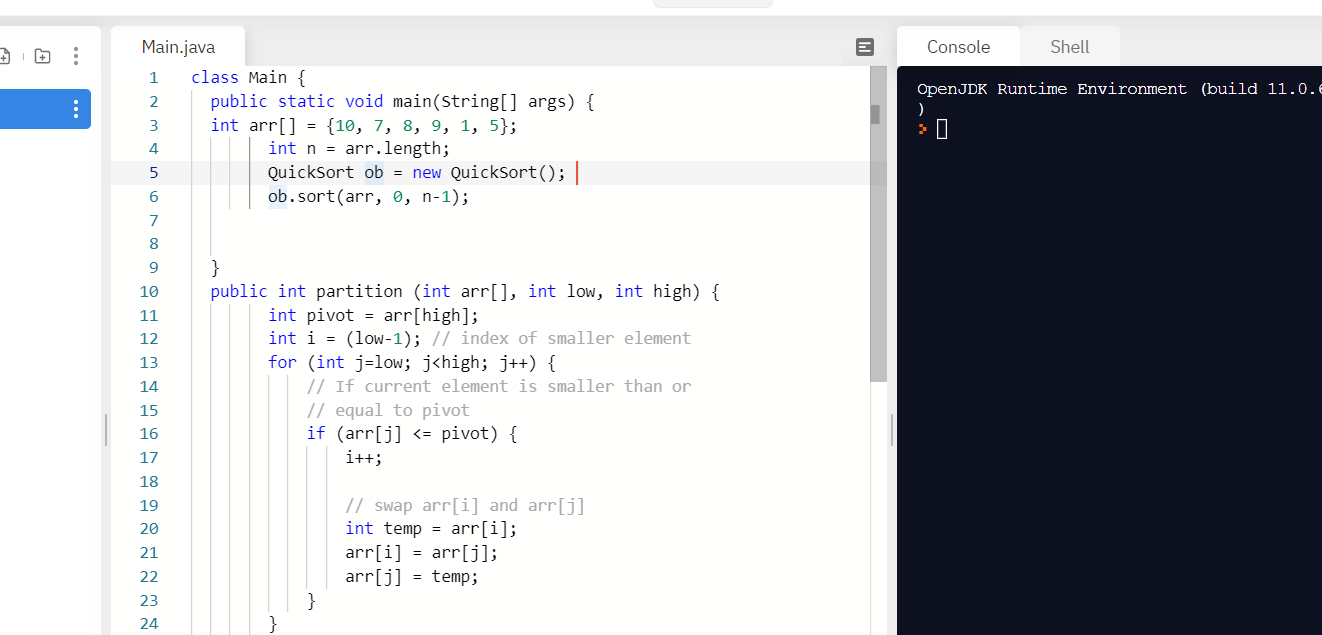 Main.java
Console
Shell
1 class Main {
2 public static void main(String[] args) {
3 int arr[] = {10, 7, 8, 9, 1, 5};
4 int n = arr.length;
5 QuickSort ob = new QuickSort();
6 ob.sort(arr, 0, n-1);
7
8
9 }
10 public int partition (int arr[], int low, int high) {
11 int pivot = arr[high];
12 int i = (low-1); // index of smaller element
13 for (int j=low; j<high; j++) {
14 // If current element is smaller than or
15 // equal to pivot
16 if (arr[j] <= pivot) {
17 i++;
18
19 // swap arr[i] and arr[j]
20 int temp = arr[i];
21 arr[i] = arr[j];
22 arr[j] = temp;
23 }
24 }
OpenJDK Runtime Environment (build 11.0.6
)
>